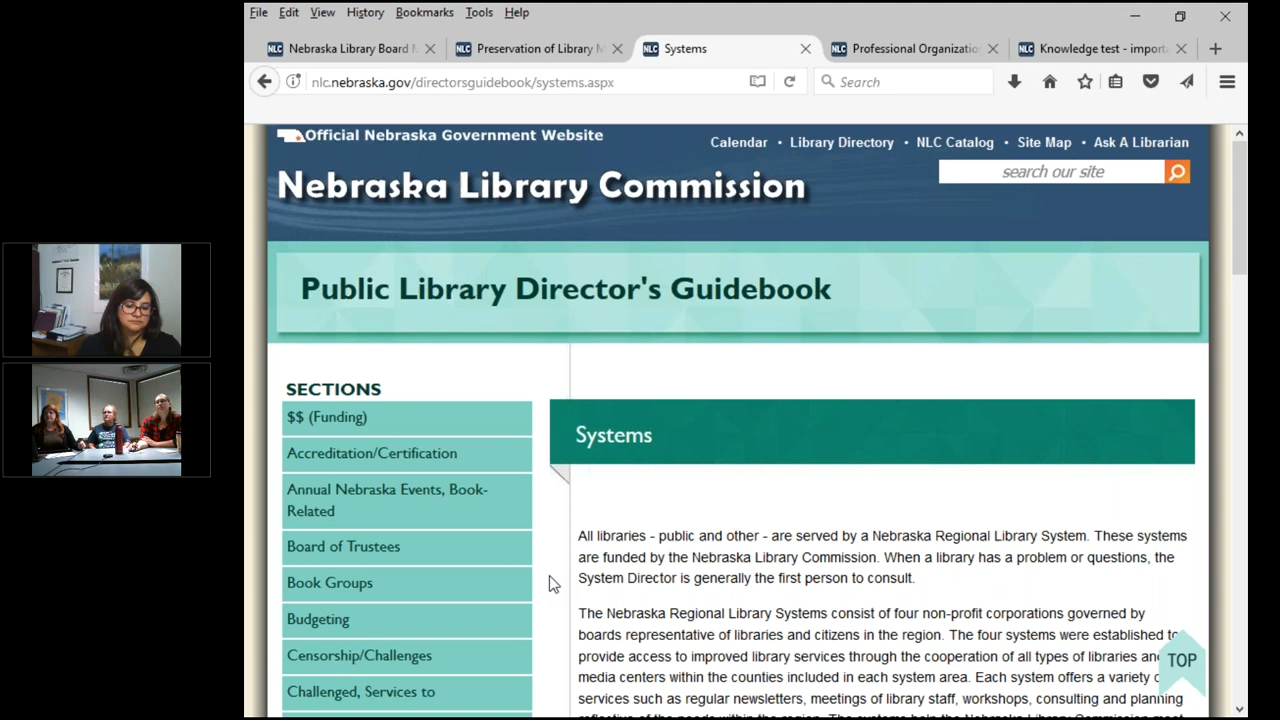 File Edit View History Bookmarks Tools Help
NLC Nebraska Library Board M
NLC Preservation of Library M
NLC Systems
NLC Professional Organizatio
NLC Knowledge test - import
nlc.nebraska.gov/directorsguidebook/systems.aspx
Search
Official Nebraska Government Website
Calendar • Library Directory • NLC Catalog • Site Map • Ask A Librarian
search our site
Nebraska Library Commission
Public Library Director's Guidebook
SECTIONS
$$ (Funding)
Accreditation/Certification
Annual Nebraska Events, Book-
Related
Board of Trustees
Book Groups
Budgeting
Censorship/Challenges
Challenged, Services to
Systems
All libraries - public and other - are served by a Nebraska Regional Library System. These systems
are funded by the Nebraska Library Commission. When a library has a problem or questions, the
System Director is generally the first person to consult.
The Nebraska Regional Library Systems consist of four non-profit corporations governed by
boards representative of libraries and citizens in the region. The four systems were established to
provide access to improved library services through the cooperation of all types of libraries and
media centers within the counties included in each system area. Each system offers a variety o
services such as regular newsletters, meetings of library staff, workshops, consulting and planning
TOP